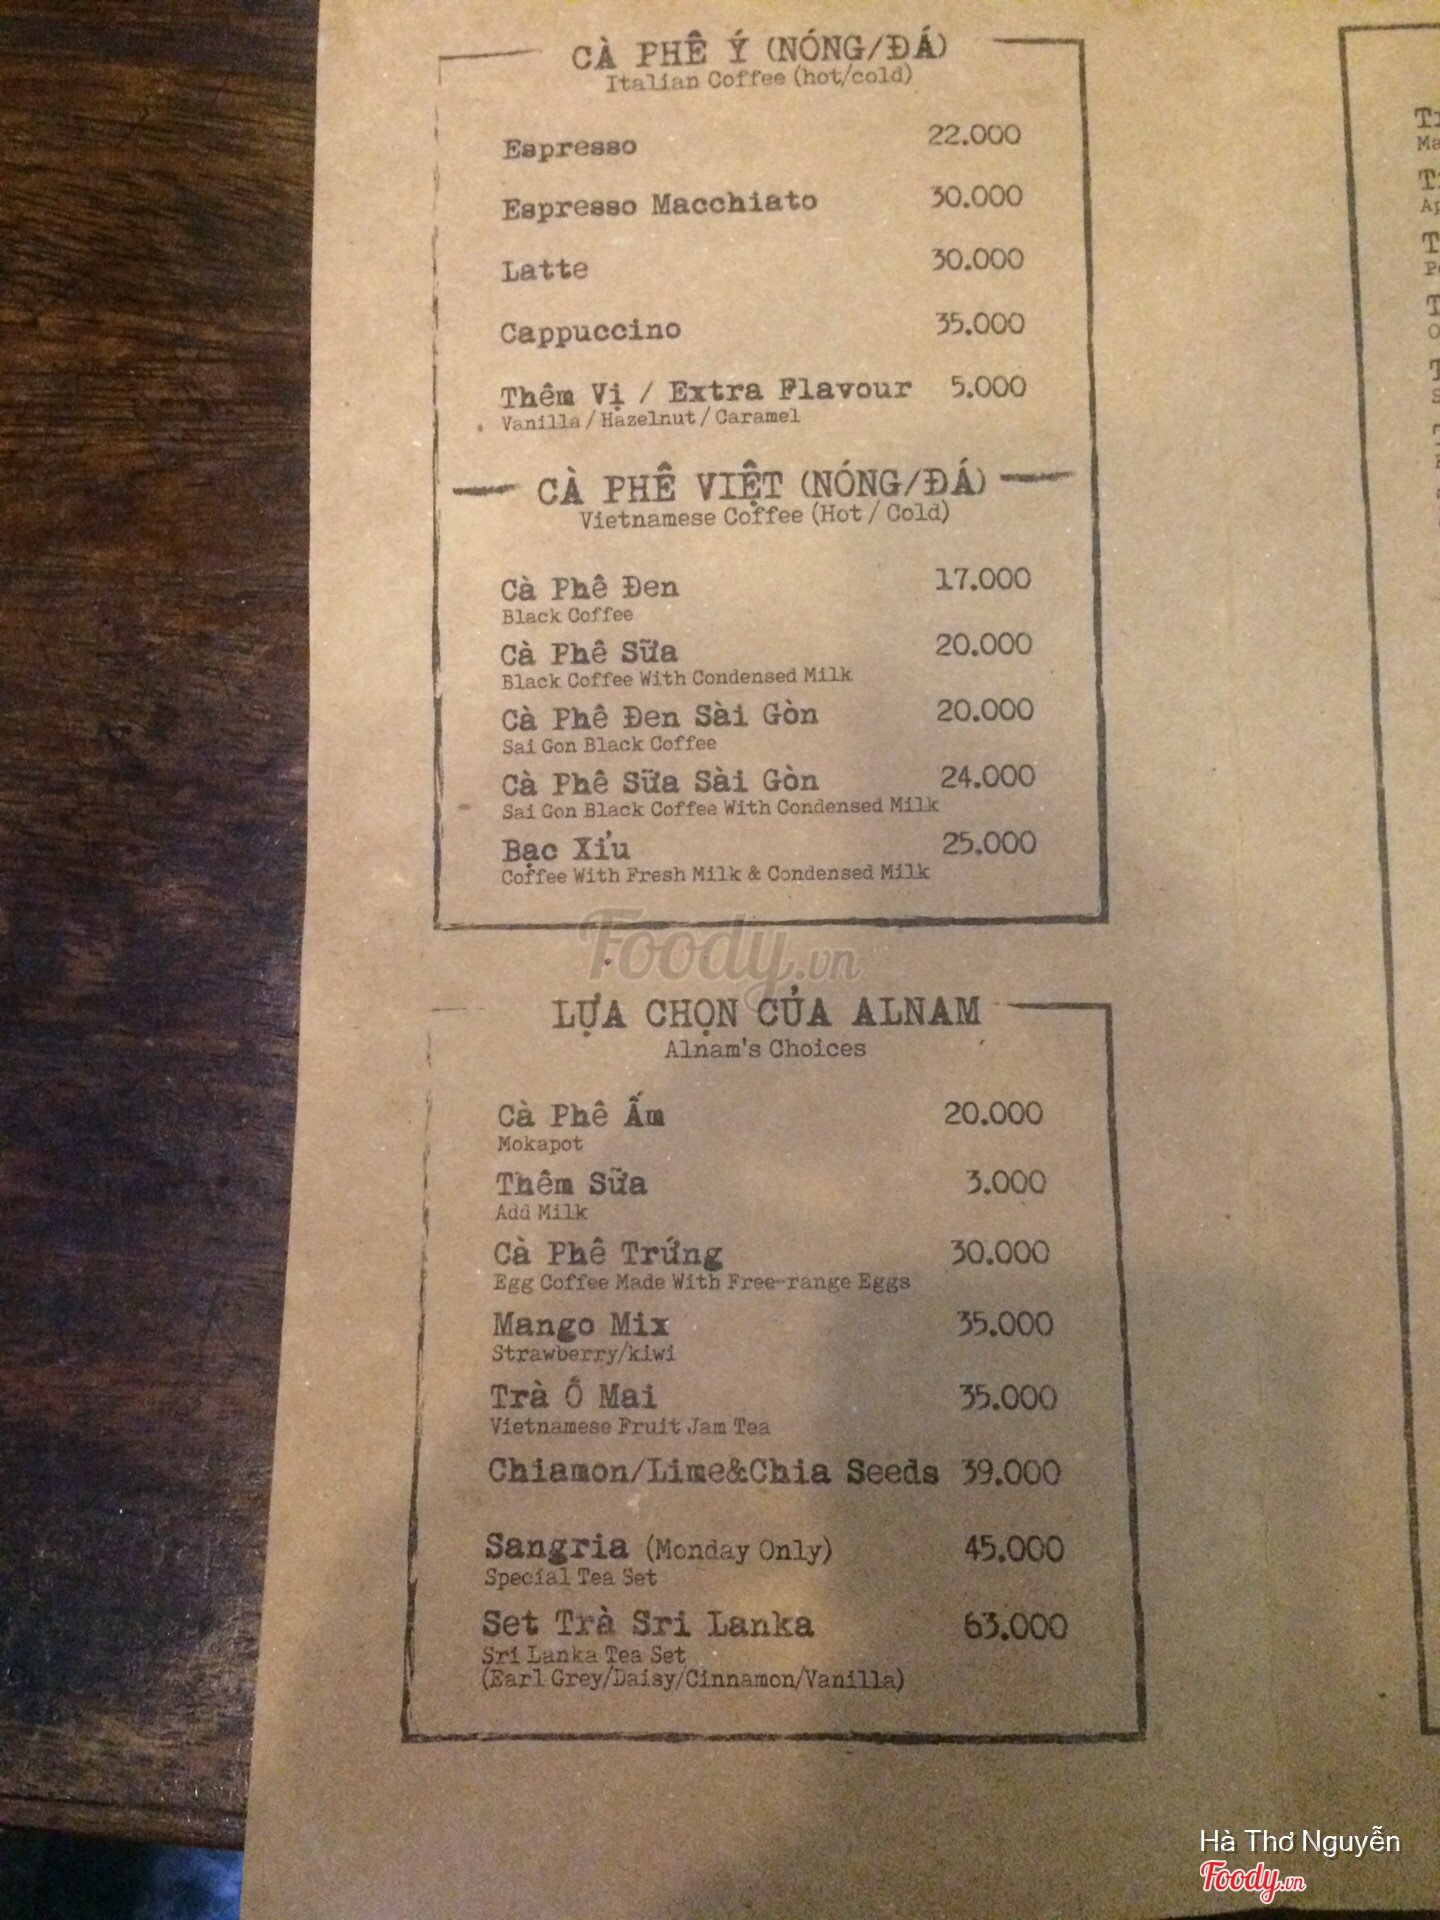 CÀ PHÊ Ý (NÓNG/ĐÁ)
Italian Coffee (hot/cold)
Espresso 22.000
Espresso Macchiato 30.000
Latte 30.000
Cappuccino 35.000
Thêm Vị / Extra Flavour 5.000
Vanilla / Hazelnut / Caramel
CÀ PHÊ VIỆT (NÓNG/ĐÁ)
Vietnamese Coffee (Hot / Cold)
Cà Phê Đen 17.000
Black Coffee
Cà Phê Sữa 20.000
Black Coffee With Condensed Milk
Cà Phê Đen Sài Gòn 20.000
Sai Gon Black Coffee
Cà Phê Sữa Sài Gòn 24.000
Sai Gon Black Coffee With Condensed Milk
Bạc Xỉu 25.000
Coffee With Fresh Milk & Condensed Milk
Foody.vn
LỰA CHỌN CỦA ALNAM
Alnam's Choices
Cà Phê Ấm 20.000
Mokapot
Thêm Sữa 3.000
Add Milk
Cà Phê Trứng 30.000
Egg Coffee Made With Free-range Eggs
Mango Mix 35.000
Strawberry/kiwi
Trà Ô Mai 35.000
Vietnamese Fruit Jam Tea
Chiamon/Lime&Chia Seeds 39.000
Sangria (Monday Only) 45.000
Special Tea Set
Set Trà Sri Lanka 63.000
Sri Lanka Tea Set
(Earl Grey/Daisy/Cinnamon/Vanilla)
Hà Thơ Nguyễn
Foody.vn